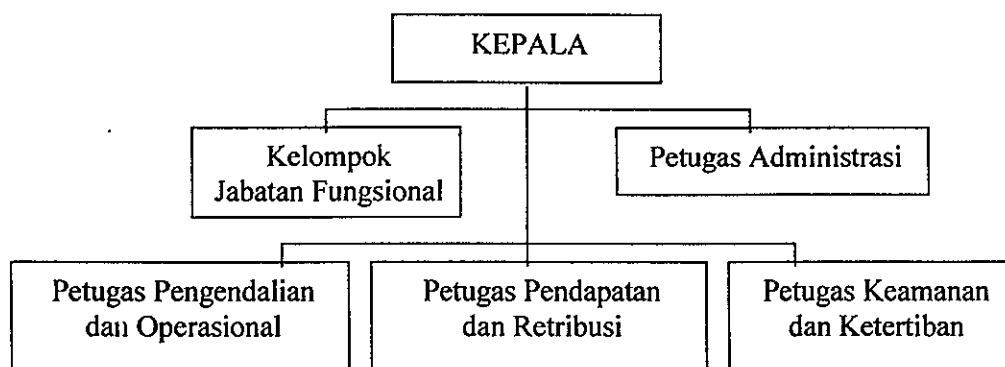 KEPALA
Kelompok
Jabatan Fungsional
Petugas Administrasi
Petugas Pengendalian
dan Operasional
Petugas Pendapatan
dan Retribusi
Petugas Keamanan
dan Ketertiban